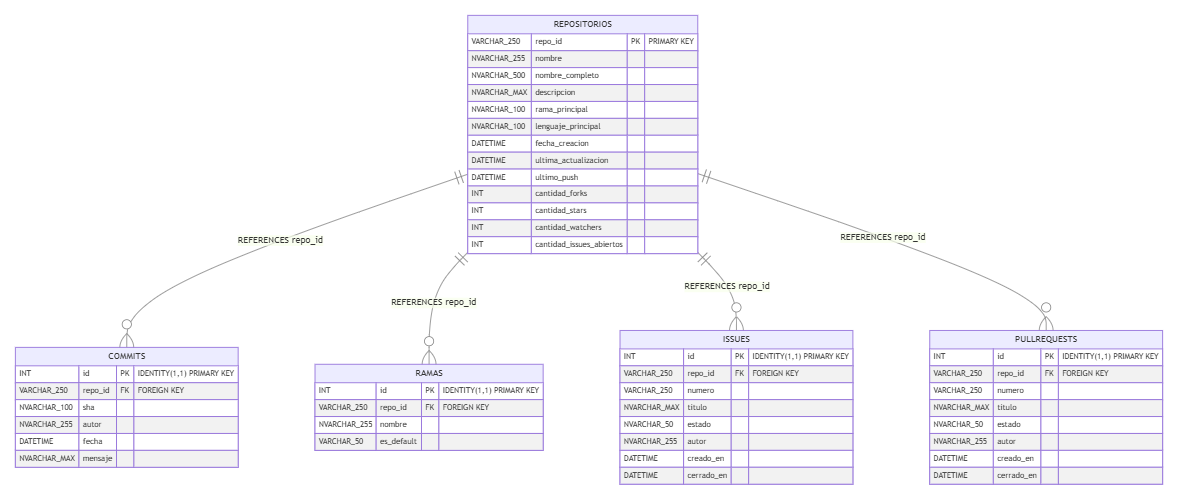 REPOSITORIOS
VARCHAR_250 repo_id PK PRIMARY KEY
NVARCHAR_255 nombre
NVARCHAR_500 nombre_completo
NVARCHAR_MAX descripcion
NVARCHAR_100 rama_principal
NVARCHAR_100 lenguaje_principal
DATETIME fecha_creacion
DATETIME ultima_actualizacion
DATETIME ultimo_push
INT cantidad_forks
INT cantidad_stars
INT cantidad_watchers
INT cantidad_issues_abiertos
REFERENCES repo_id
REFERENCES repo_id
REFERENCES repo_id
REFERENCES repo_id
COMMITS
INT id PK IDENTITY(1,1) PRIMARY KEY
VARCHAR_250 repo_id FK FOREIGN KEY
NVARCHAR_100 sha
NVARCHAR_255 autor
DATETIME fecha
NVARCHAR_MAX mensaje
RAMAS
INT id PK IDENTITY(1,1) PRIMARY KEY
VARCHAR_250 repo_id FK FOREIGN KEY
NVARCHAR_255 nombre
VARCHAR_50 es_default
ISSUES
INT id PK IDENTITY(1,1) PRIMARY KEY
VARCHAR_250 repo_id FK FOREIGN KEY
VARCHAR_250 numero
NVARCHAR_MAX titulo
NVARCHAR_50 estado
NVARCHAR_255 autor
DATETIME creado_en
DATETIME cerrado_en
PULLREQUESTS
INT id PK IDENTITY(1,1) PRIMARY KEY
VARCHAR_250 repo_id FK FOREIGN KEY
VARCHAR_250 numero
NVARCHAR_MAX titulo
NVARCHAR_50 estado
NVARCHAR_255 autor
DATETIME creado_en
DATETIME cerrado_en